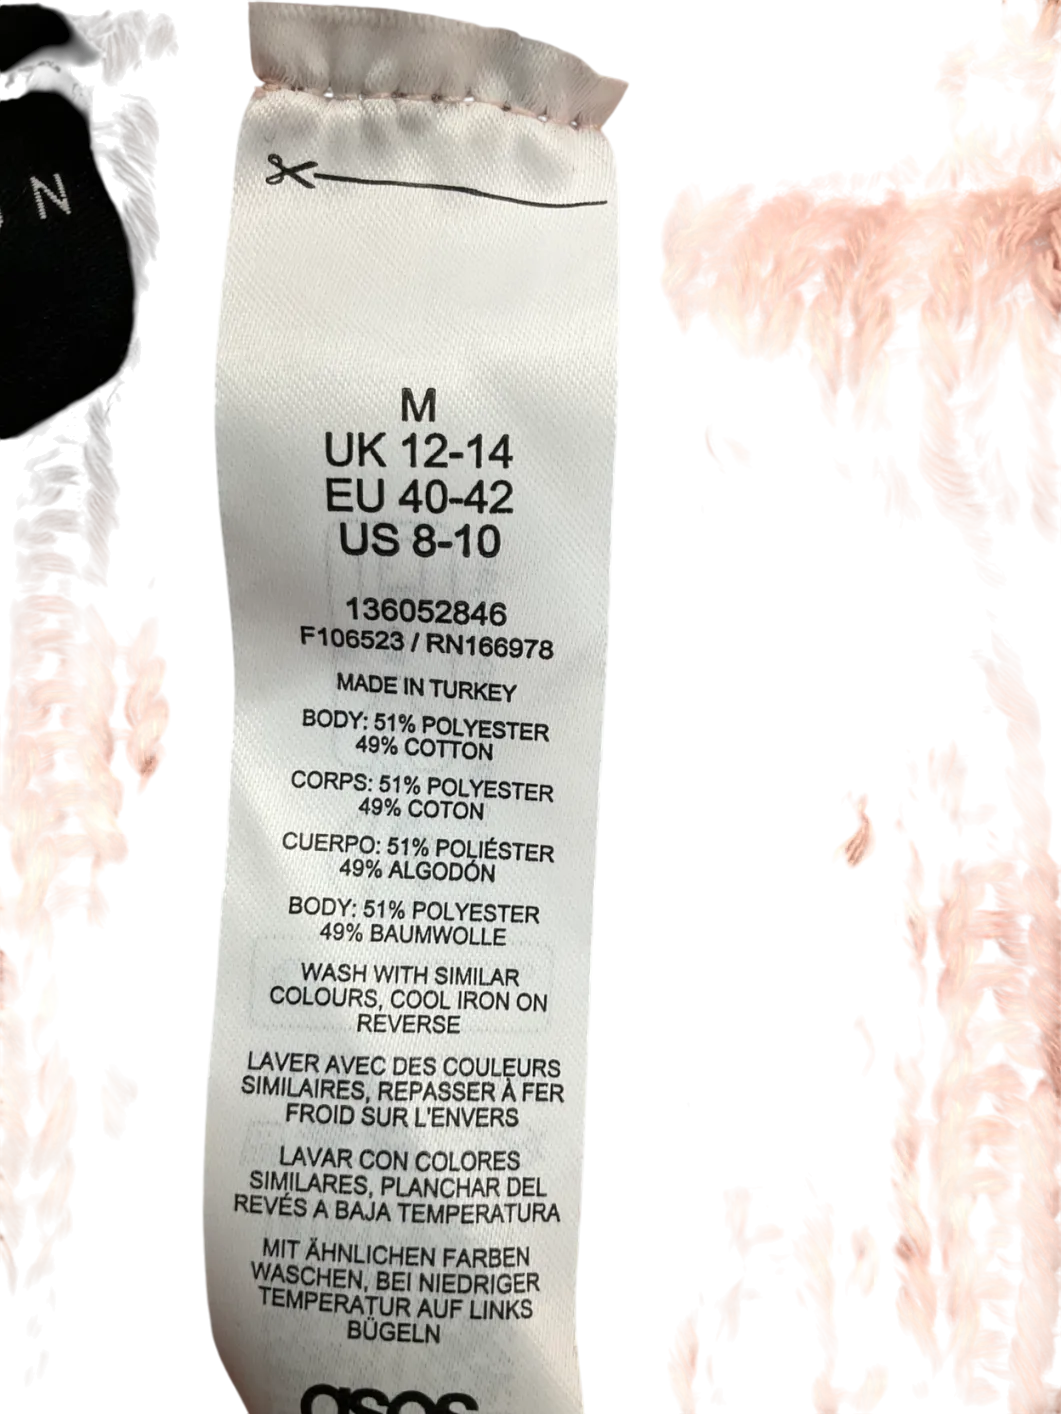 N
M
UK 12-14
EU 40-42
US 8-10
136052846
F106523 / RN166978
MADE IN TURKEY
BODY: 51% POLYESTER
49% COTTON
CORPS: 51% POLYESTER
49% COTON
CUERPO: 51% POLIÉSTER
49% ALGODÓN
BODY: 51% POLYESTER
49% BAUMWOLLE
WASH WITH SIMILAR
COLOURS, COOL IRON ON
REVERSE
LAVER AVEC DES COULEURS
SIMILAIRES, REPASSER À FER
FROID SUR L'ENVERS
LAVAR CON COLORES
SIMILARES, PLANCHAR DEL
REVÉS A BAJA TEMPERATURA
MIT ÄHNLICHEN FARBEN
WASCHEN, BEI NIEDRIGER
TEMPERATUR AUF LINKS
BÜGELN
asos